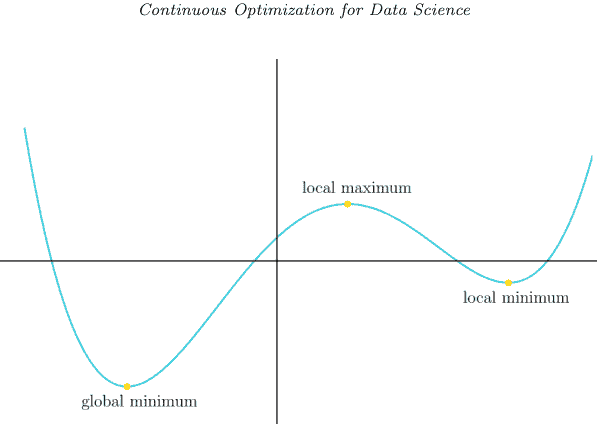 Continuous Optimization for Data Science
local maximum
local minimum
global minimum